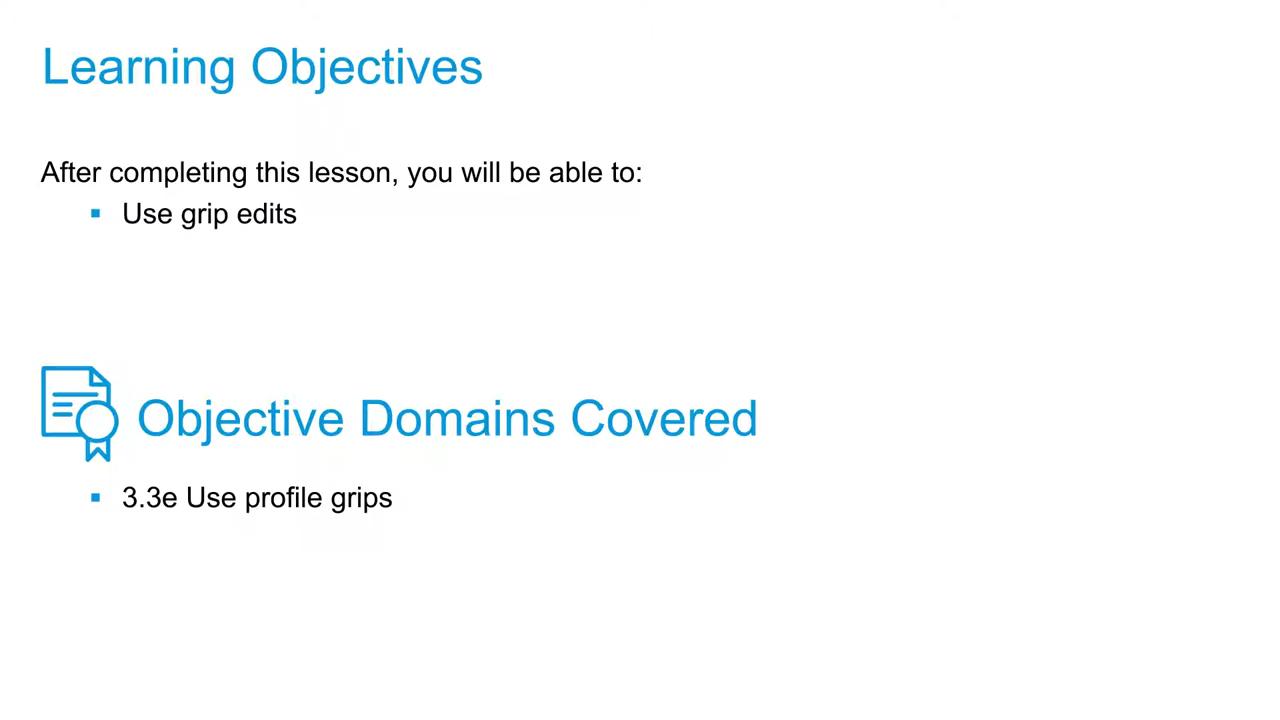 Learning Objectives
After completing this lesson, you will be able to:
▪ Use grip edits
Objective Domains Covered
▪ 3.3e Use profile grips